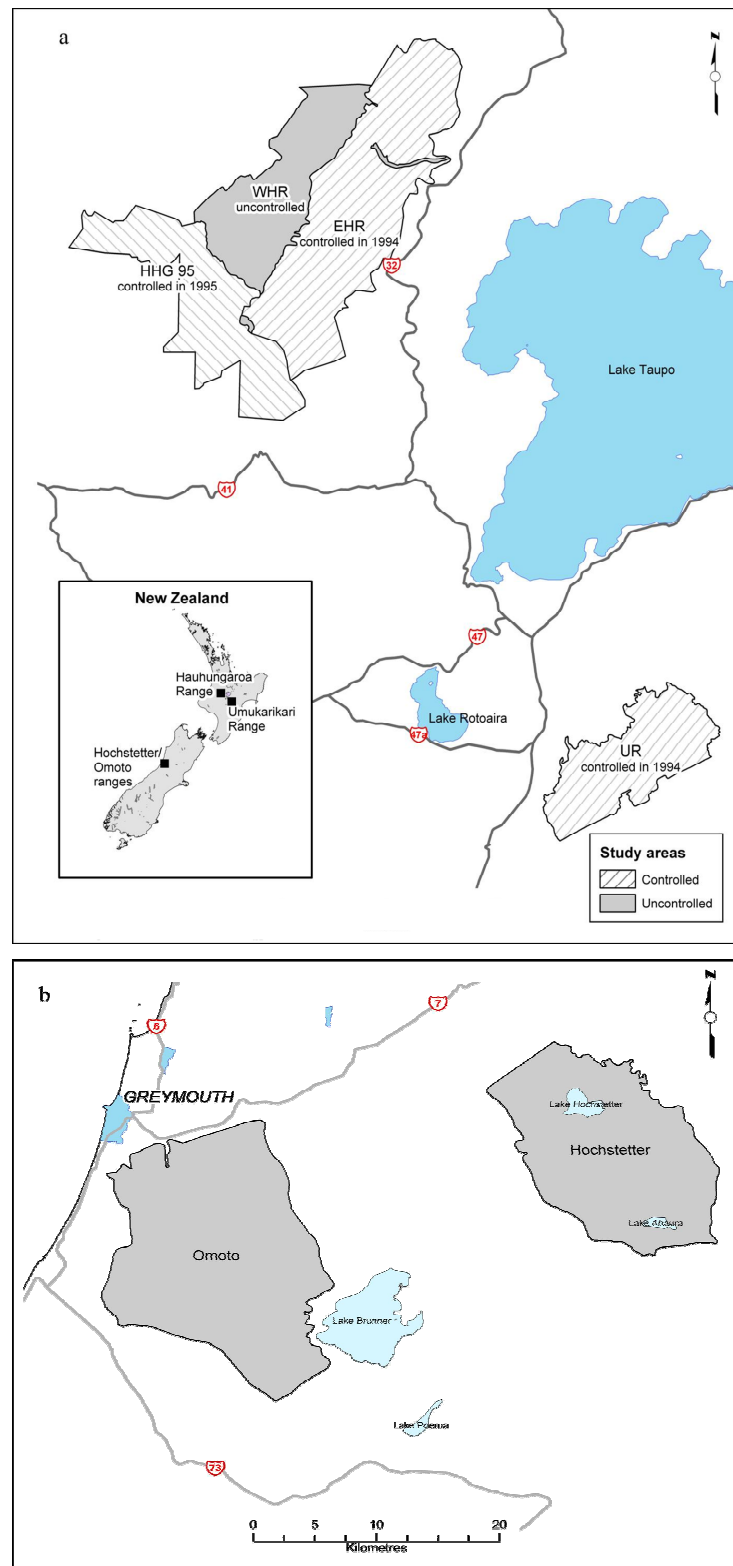 a
N
WHR
uncontrolled
EHR
controlled in 1994
HHG 95
controlled in 1995
32
Lake Taupo
41
New Zealand
Hauhungaroa
Range
Umukarikari
Range
Hochstetter/
Omoto
ranges
47
Lake Rotoaira
47a
UR
controlled in 1994
Study areas
Controlled
Uncontrolled
b
N
6
7
GREYMOUTH
Lake Hochstetter
Hochstetter
Lake Ahaura
Omoto
Lake Brunner
Lake Poerua
73
0 5 10 20
Kilometres